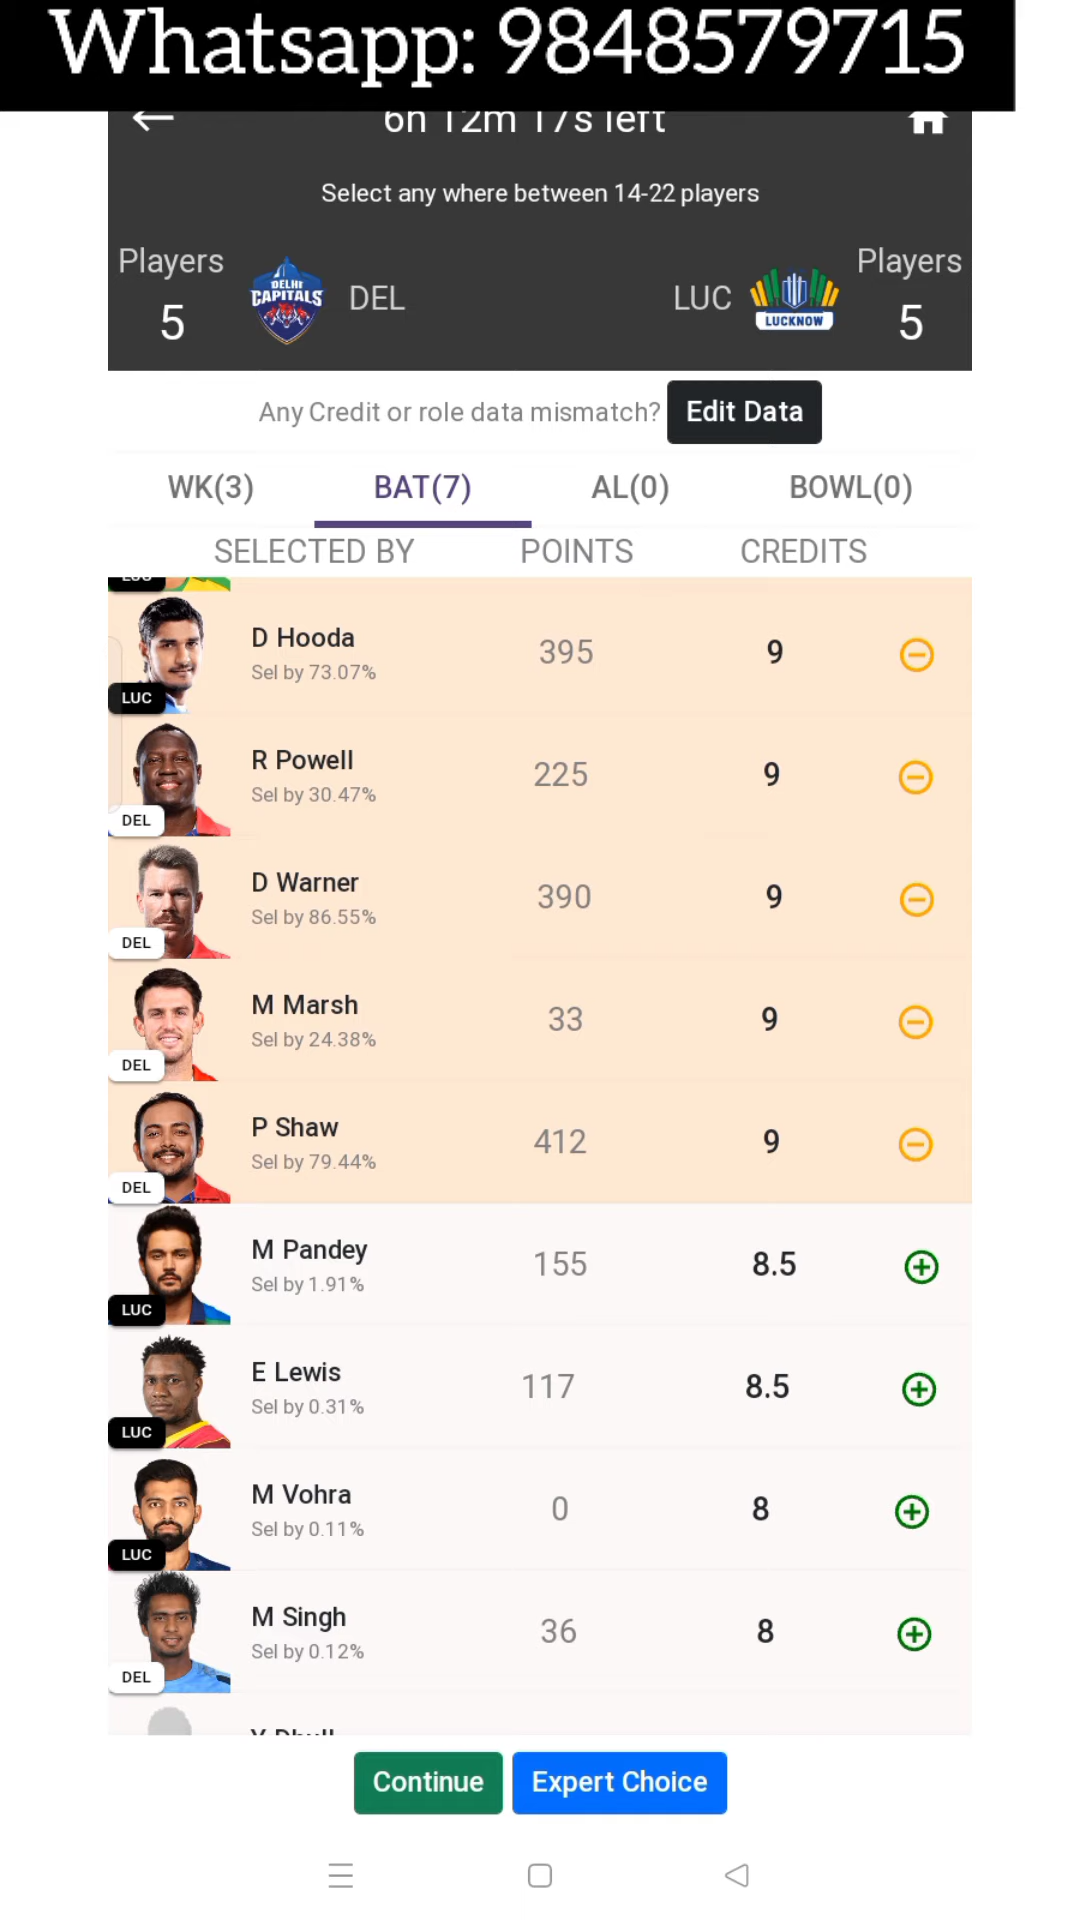 Whatsapp: 9848579715
6h 12m 17s left
Select any where between 14-22 players
Players
5
DELHI
CAPITALS
DEL
LUC
LUCKNOW
Players
5
Any Credit or role data mismatch?
Edit Data
WK(3) BAT(7) AL(0) BOWL(0)
SELECTED BY POINTS CREDITS
LUC
D Hooda
Sel by 73.07%
395 9
LUC
R Powell
Sel by 30.47%
225 9
DEL
D Warner
Sel by 86.55%
390 9
DEL
M Marsh
Sel by 24.38%
33 9
DEL
P Shaw
Sel by 79.44%
412 9
DEL
M Pandey
Sel by 1.91%
155 8.5
LUC
E Lewis
Sel by 0.31%
117 8.5
LUC
M Vohra
Sel by 0.11%
0 8
LUC
M Singh
Sel by 0.12%
36 8
DEL
Y Dhull
Continue
Expert Choice